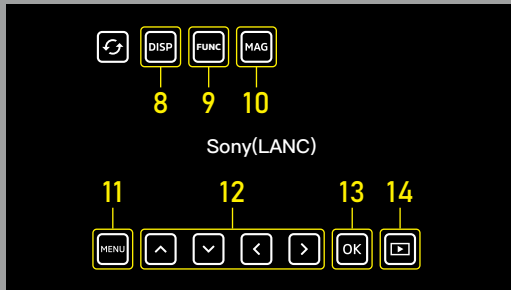 DISP FUNC MAG
8 9 10
Sony(LANC)
11 12 13 14
MENU OK